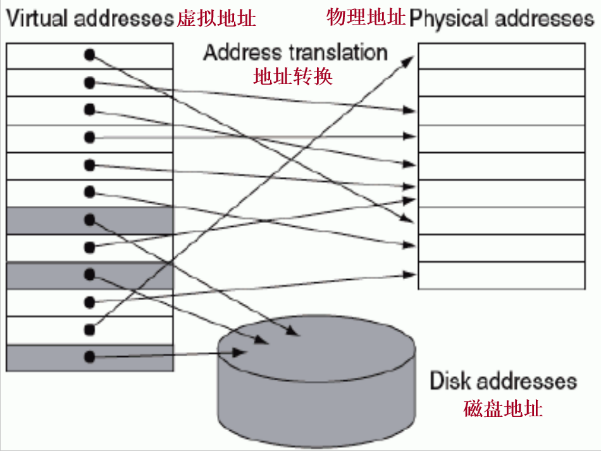 Virtual addresses 虚拟地址
物理地址 Physical addresses
Address translation
地址转换
Disk addresses
磁盘地址